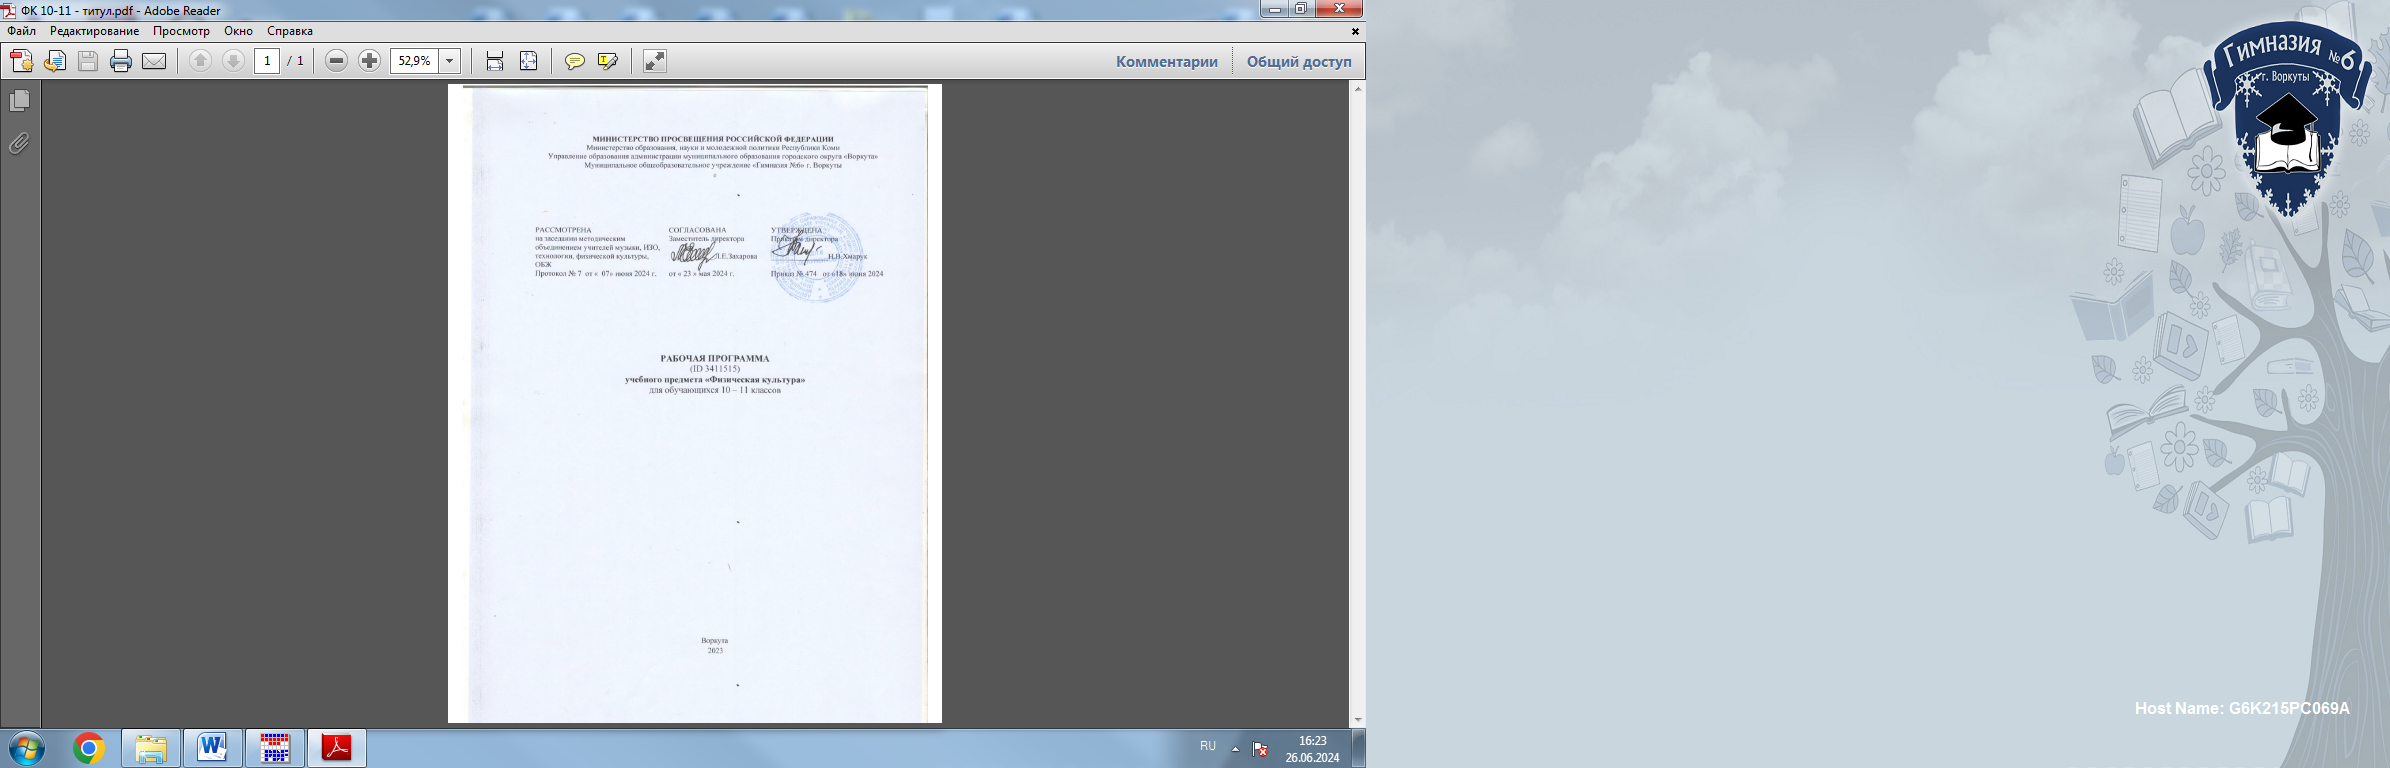 ФК 10-11 - титул.pdf - Adobe Reader
Файл Редактирование Просмотр Окно Справка
1 / 1 52,9% Комментарии Общий доступ
МИНИСТЕРСТВО ПРОСВЕЩЕНИЯ РОССИЙСКОЙ ФЕДЕРАЦИИ
Министерство образования, науки и молодежной политики Республики Коми
Управление образования администрации муниципального образования городского округа «Воркута»
Муниципальное общеобразовательное учреждение «Гимназия №6» г. Воркуты
РАССМОТРЕНА
на заседании методическим
объединением учителей музыки, ИЗО,
технологии, физической культуры,
ОБЖ
Протокол № 7 от « 07» июня 2024 г.
СОГЛАСОВАНА
Заместитель директора
Л.Е.Захарова
от « 23 » мая 2024 г.
УТВЕРЖДЕНА
Приказом директора
Н.В.Хмарук
Приказ № 474 от «18» июня 2024
РАБОЧАЯ ПРОГРАММА
(ID 3411515)
учебного предмета «Физическая культура»
для обучающихся 10 – 11 классов
Воркута
2023
RU
16:23
26.06.2024
Гимназия №6
г. Воркуты
Host Name: G6K215PC069A